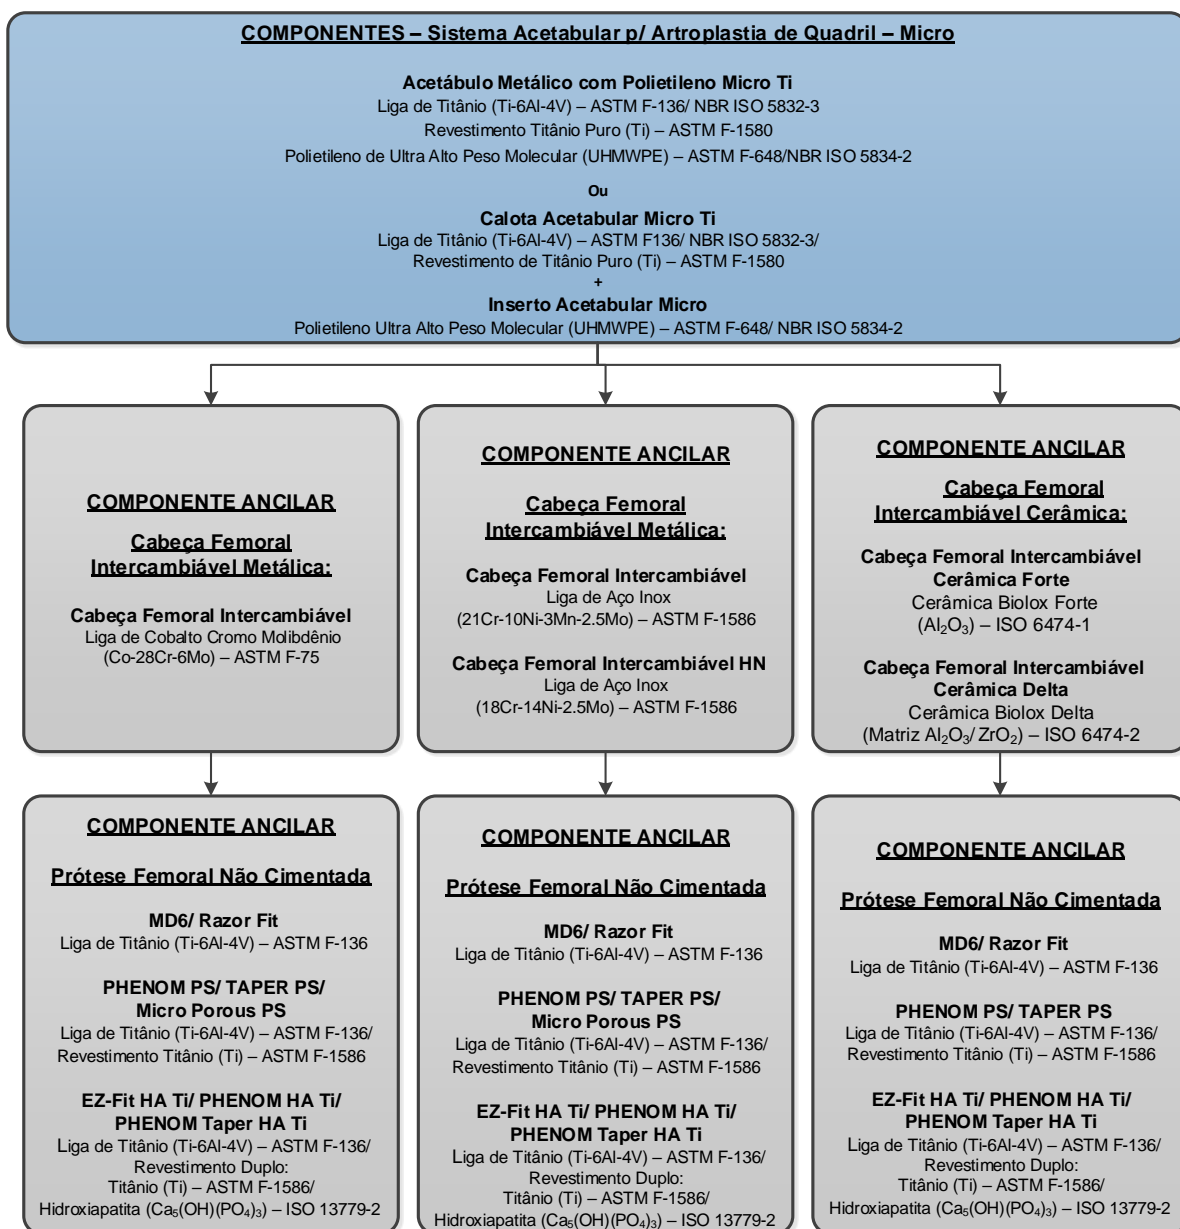 COMPONENTES – Sistema Acetabular p/ Artroplastia de Quadril – Micro
Acetábulo Metálico com Polietileno Micro Ti
Liga de Titânio (Ti-6Al-4V) – ASTM F-136/ NBR ISO 5832-3
Revestimento Titânio Puro (Ti) – ASTM F-1580
Polietileno de Ultra Alto Peso Molecular (UHMWPE) – ASTM F-648/NBR ISO 5834-2
Ou
Calota Acetabular Micro Ti
Liga de Titânio (Ti-6Al-4V) – ASTM F136/ NBR ISO 5832-3/
Revestimento de Titânio Puro (Ti) – ASTM F-1580
+
Inserto Acetabular Micro
Polietileno Ultra Alto Peso Molecular (UHMWPE) – ASTM F-648/ NBR ISO 5834-2
COMPONENTE ANCILAR
Cabeça Femoral
Intercambiável Metálica:
Cabeça Femoral Intercambiável
Liga de Cobalto Cromo Molibdênio
(Co-28Cr-6Mo) – ASTM F-75
COMPONENTE ANCILAR
Cabeça Femoral
Intercambiável Metálica:
Cabeça Femoral Intercambiável
Liga de Aço Inox
(21Cr-10Ni-3Mn-2.5Mo) – ASTM F-1586
Cabeça Femoral Intercambiável HN
Liga de Aço Inox
(18Cr-14Ni-2.5Mo) – ASTM F-1586
COMPONENTE ANCILAR
Cabeça Femoral
Intercambiável Cerâmica:
Cabeça Femoral Intercambiável
Cerâmica Forte
Cerâmica Biolox Forte
(Al₂O₃) – ISO 6474-1
Cabeça Femoral Intercambiável
Cerâmica Delta
Cerâmica Biolox Delta
(Matriz Al₂O₃/ ZrO₂) – ISO 6474-2
COMPONENTE ANCILAR
Prótese Femoral Não Cimentada
MD6/ Razor Fit
Liga de Titânio (Ti-6Al-4V) – ASTM F-136
PHENOM PS/ TAPER PS/
Micro Porous PS
Liga de Titânio (Ti-6Al-4V) – ASTM F-136/
Revestimento Titânio (Ti) – ASTM F-1586
EZ-Fit HA Ti/ PHENOM HA Ti/
PHENOM Taper HA Ti
Liga de Titânio (Ti-6Al-4V) – ASTM F-136/
Revestimento Duplo:
Titânio (Ti) – ASTM F-1586/
Hidroxiapatita (Ca₅(OH)(PO₄)₃) – ISO 13779-2
COMPONENTE ANCILAR
Prótese Femoral Não Cimentada
MD6/ Razor Fit
Liga de Titânio (Ti-6Al-4V) – ASTM F-136
PHENOM PS/ TAPER PS/
Micro Porous PS
Liga de Titânio (Ti-6Al-4V) – ASTM F-136/
Revestimento Titânio (Ti) – ASTM F-1586
EZ-Fit HA Ti/ PHENOM HA Ti/
PHENOM Taper HA Ti
Liga de Titânio (Ti-6Al-4V) – ASTM F-136/
Revestimento Duplo:
Titânio (Ti) – ASTM F-1586/
Hidroxiapatita (Ca₅(OH)(PO₄)₃) – ISO 13779-2
COMPONENTE ANCILAR
Prótese Femoral Não Cimentada
MD6/ Razor Fit
Liga de Titânio (Ti-6Al-4V) – ASTM F-136
PHENOM PS/ TAPER PS
Liga de Titânio (Ti-6Al-4V) – ASTM F-136/
Revestimento Titânio (Ti) – ASTM F-1586
EZ-Fit HA Ti/ PHENOM HA Ti/
PHENOM Taper HA Ti
Liga de Titânio (Ti-6Al-4V) – ASTM F-136/
Revestimento Duplo:
Titânio (Ti) – ASTM F-1586/
Hidroxiapatita (Ca₅(OH)(PO₄)₃) – ISO 13779-2